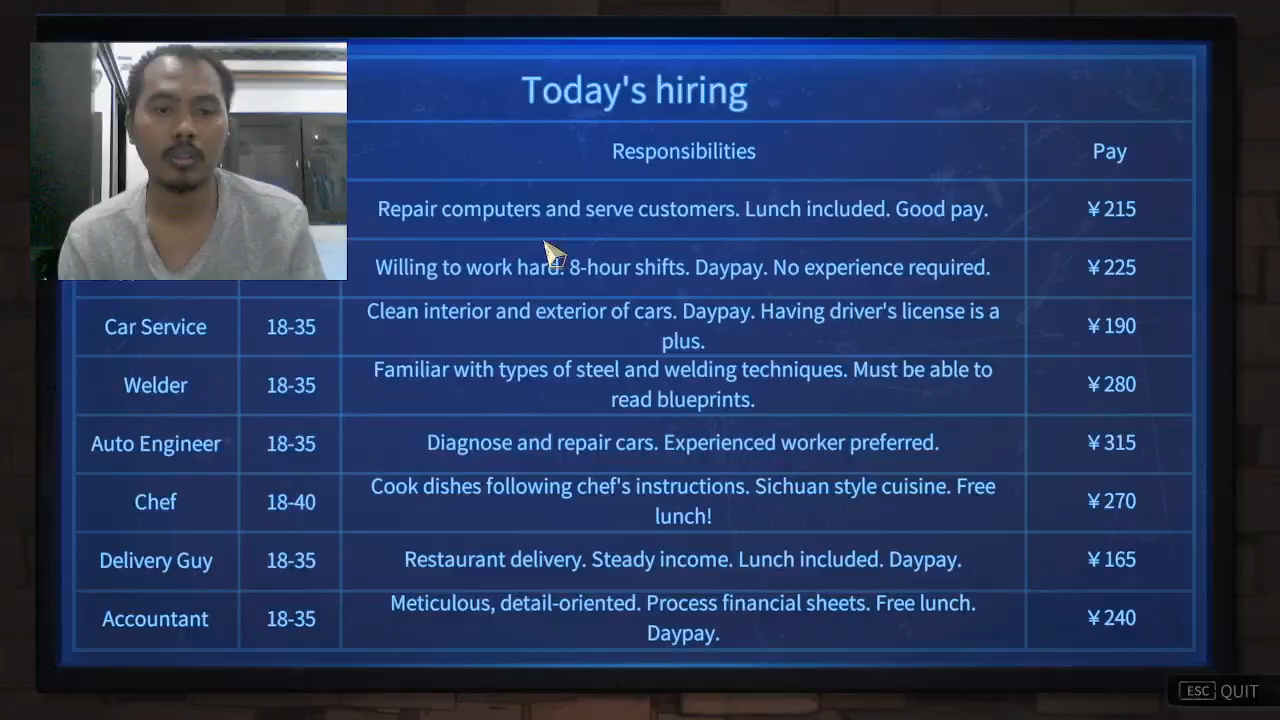 Today's hiring
Responsibilities
Pay
Repair computers and serve customers. Lunch included. Good pay.
¥215
Willing to work hard. 8-hour shifts. Daypay. No experience required.
¥225
Car Service
18-35
Clean interior and exterior of cars. Daypay. Having driver's license is a
plus.
¥190
Welder
18-35
Familiar with types of steel and welding techniques. Must be able to
read blueprints.
¥280
Auto Engineer
18-35
Diagnose and repair cars. Experienced worker preferred.
¥315
Chef
18-40
Cook dishes following chef's instructions. Sichuan style cuisine. Free
lunch!
¥270
Delivery Guy
18-35
Restaurant delivery. Steady income. Lunch included. Daypay.
¥165
Accountant
18-35
Meticulous, detail-oriented. Process financial sheets. Free lunch.
Daypay.
¥240
ESC QUIT